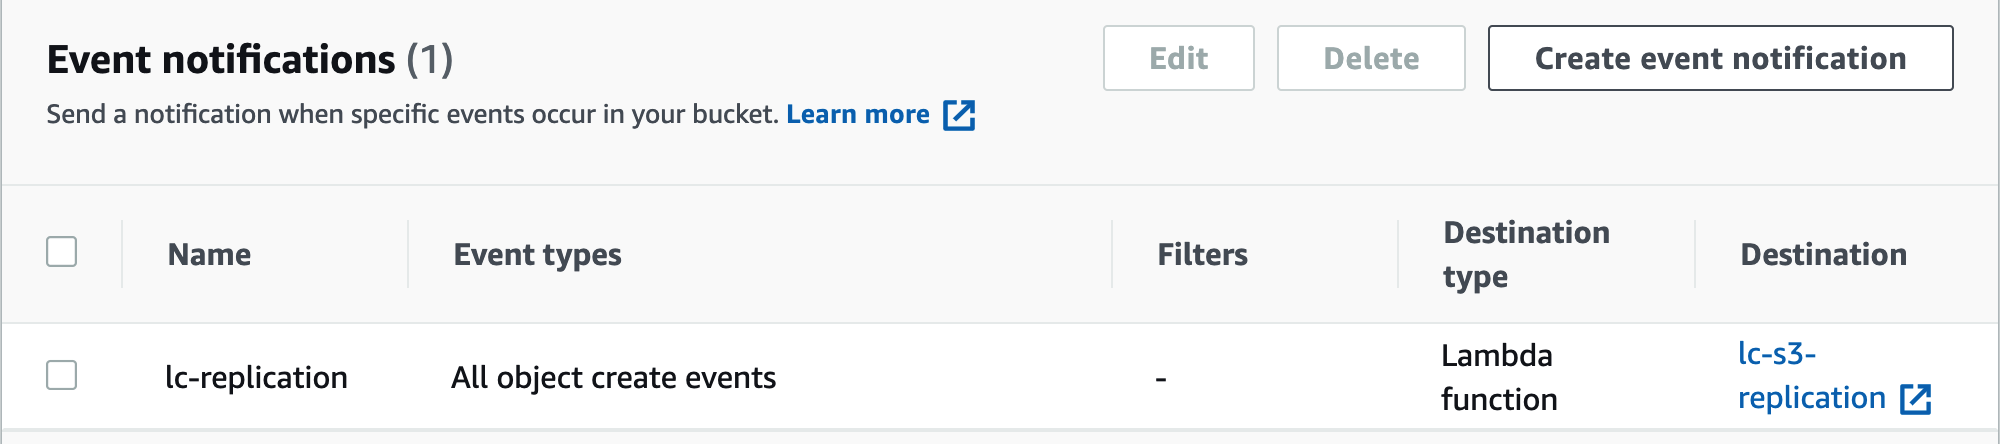 Event notifications (1)
Edit
Delete
Create event notification
Send a notification when specific events occur in your bucket. Learn more
Name
Event types
Filters
Destination
type
Destination
lc-replication
All object create events
-
Lambda
function
lc-s3-
replication